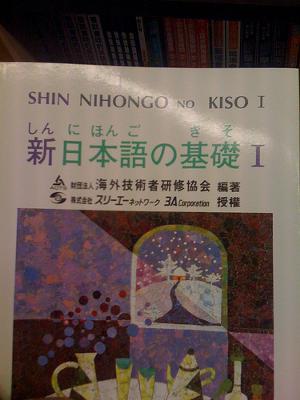 SHIN NIHONGO NO KISO I
しん にほんご きそ
新日本語の基礎 I
財団法人 海外技術者研修協会 編著
株式会社 スリーエーネットワーク 3A Corporation 授權